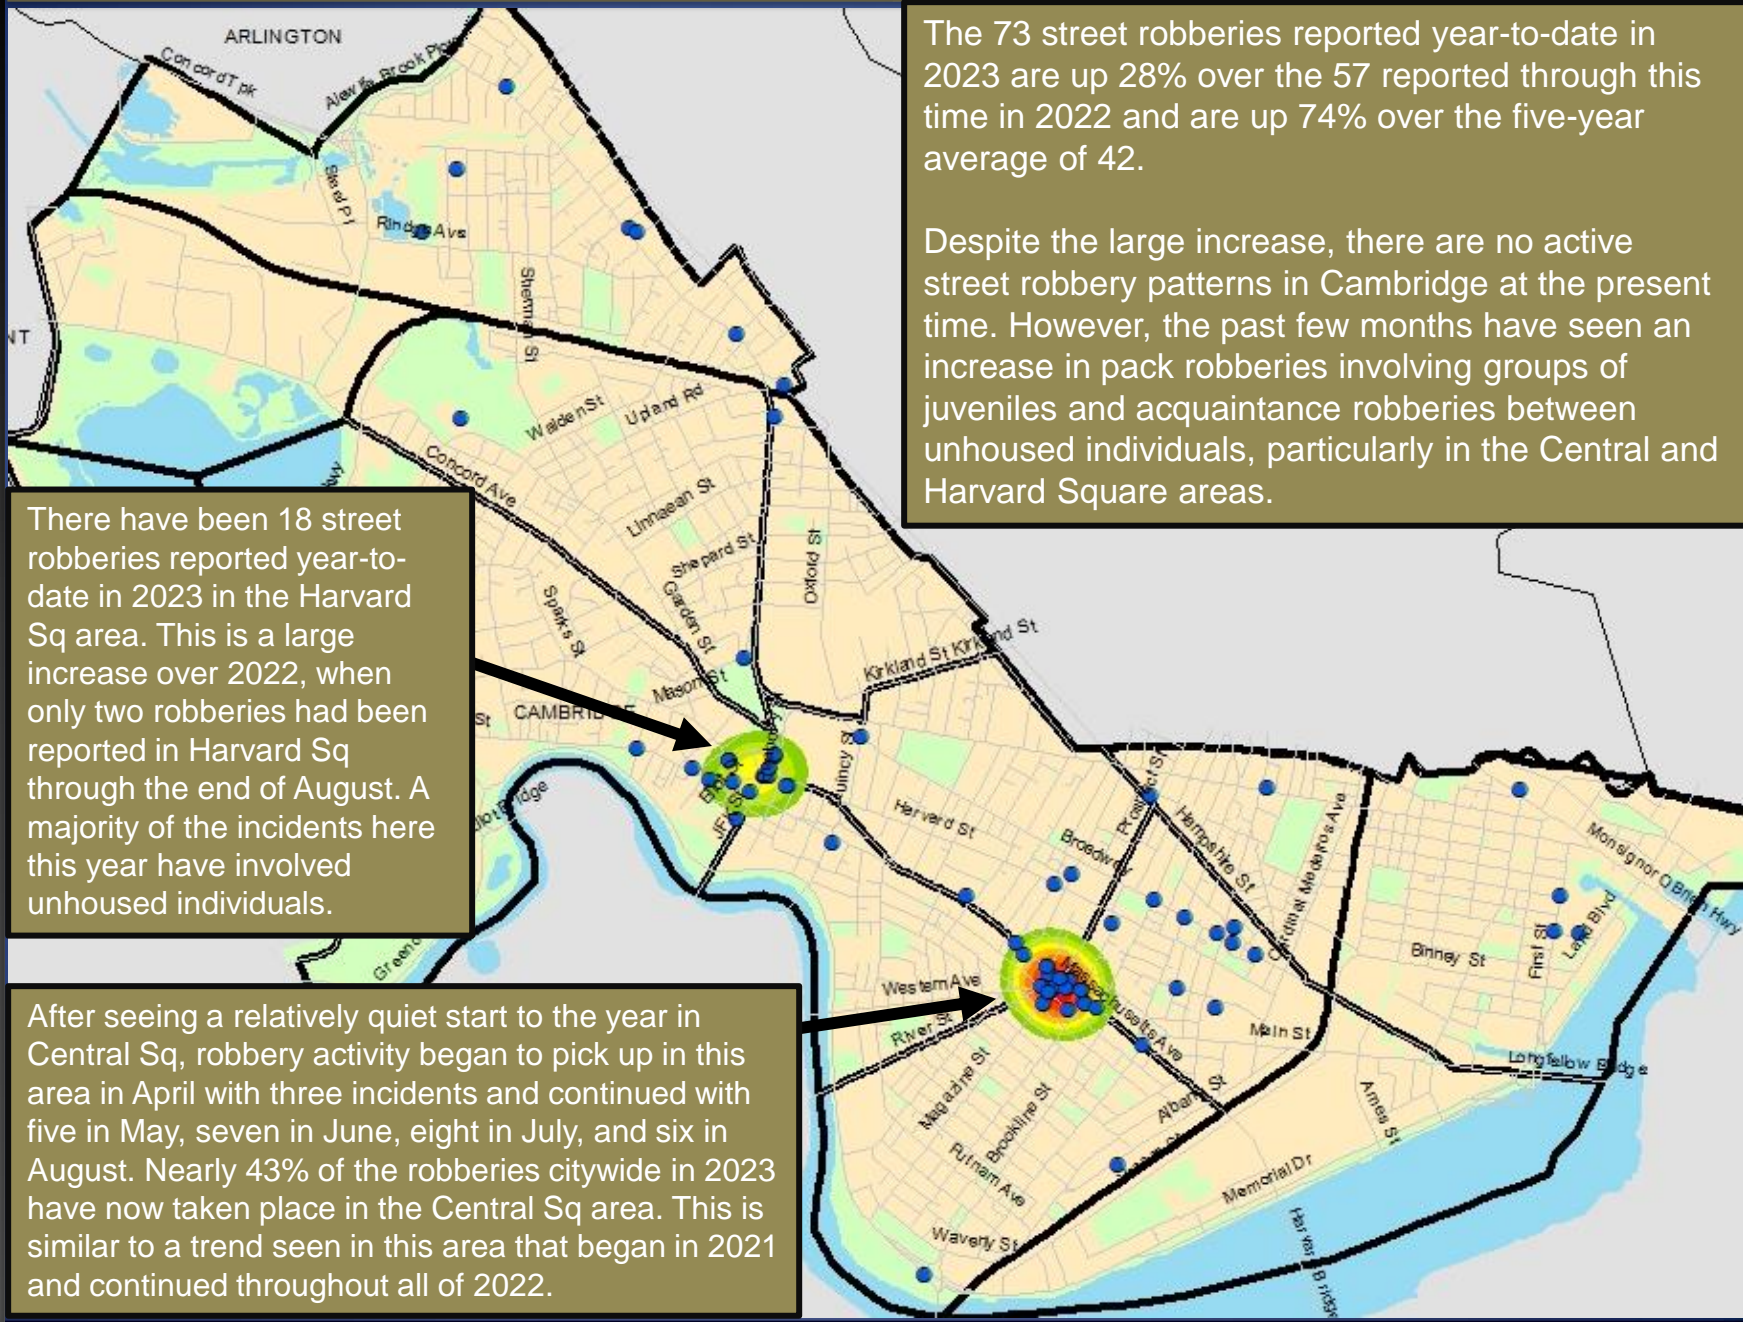 The 73 street robberies reported year-to-date in
2023 are up 28% over the 57 reported through this
time in 2022 and are up 74% over the five-year
average of 42.
Despite the large increase, there are no active
street robbery patterns in Cambridge at the present
time. However, the past few months have seen an
increase in pack robberies involving groups of
juveniles and acquaintance robberies between
unhoused individuals, particularly in the Central and
Harvard Square areas.
There have been 18 street
robberies reported year-to-
date in 2023 in the Harvard
Sq area. This is a large
increase over 2022, when
only two robberies had been
reported in Harvard Sq
through the end of August. A
majority of the incidents here
this year have involved
unhoused individuals.
After seeing a relatively quiet start to the year in
Central Sq, robbery activity began to pick up in this
area in April with three incidents and continued with
five in May, seven in June, eight in July, and six in
August. Nearly 43% of the robberies citywide in 2023
have now taken place in the Central Sq area. This is
similar to a trend seen in this area that began in 2021
and continued throughout all of 2022.
ARLINGTON
Concord Tpk
Alewife Brook Pkwy
Steel Pl
Rindge Ave
Sherman St
NT
Walden St
Upland Rd
Concord Ave
Linnaean St
Shepard St
Garden St
Oxford St
Sparks St
Mason St
Kirkland St Kirkland St
St
CAMBRIDGE
Quincy St
JFK St
Harvard St
Broadway
Prospect St
Hampshire St
Cardinal Medeiros Ave
Monsignor O Brien Hwy
Land Blvd
First St
Binney St
Western Ave
River St
Massachusetts Ave
Main St
Longfellow Bridge
Magazine St
Brookline St
Albany St
Ames St
Putnam Ave
Memorial Dr
Waverly St
Harvard Bridge